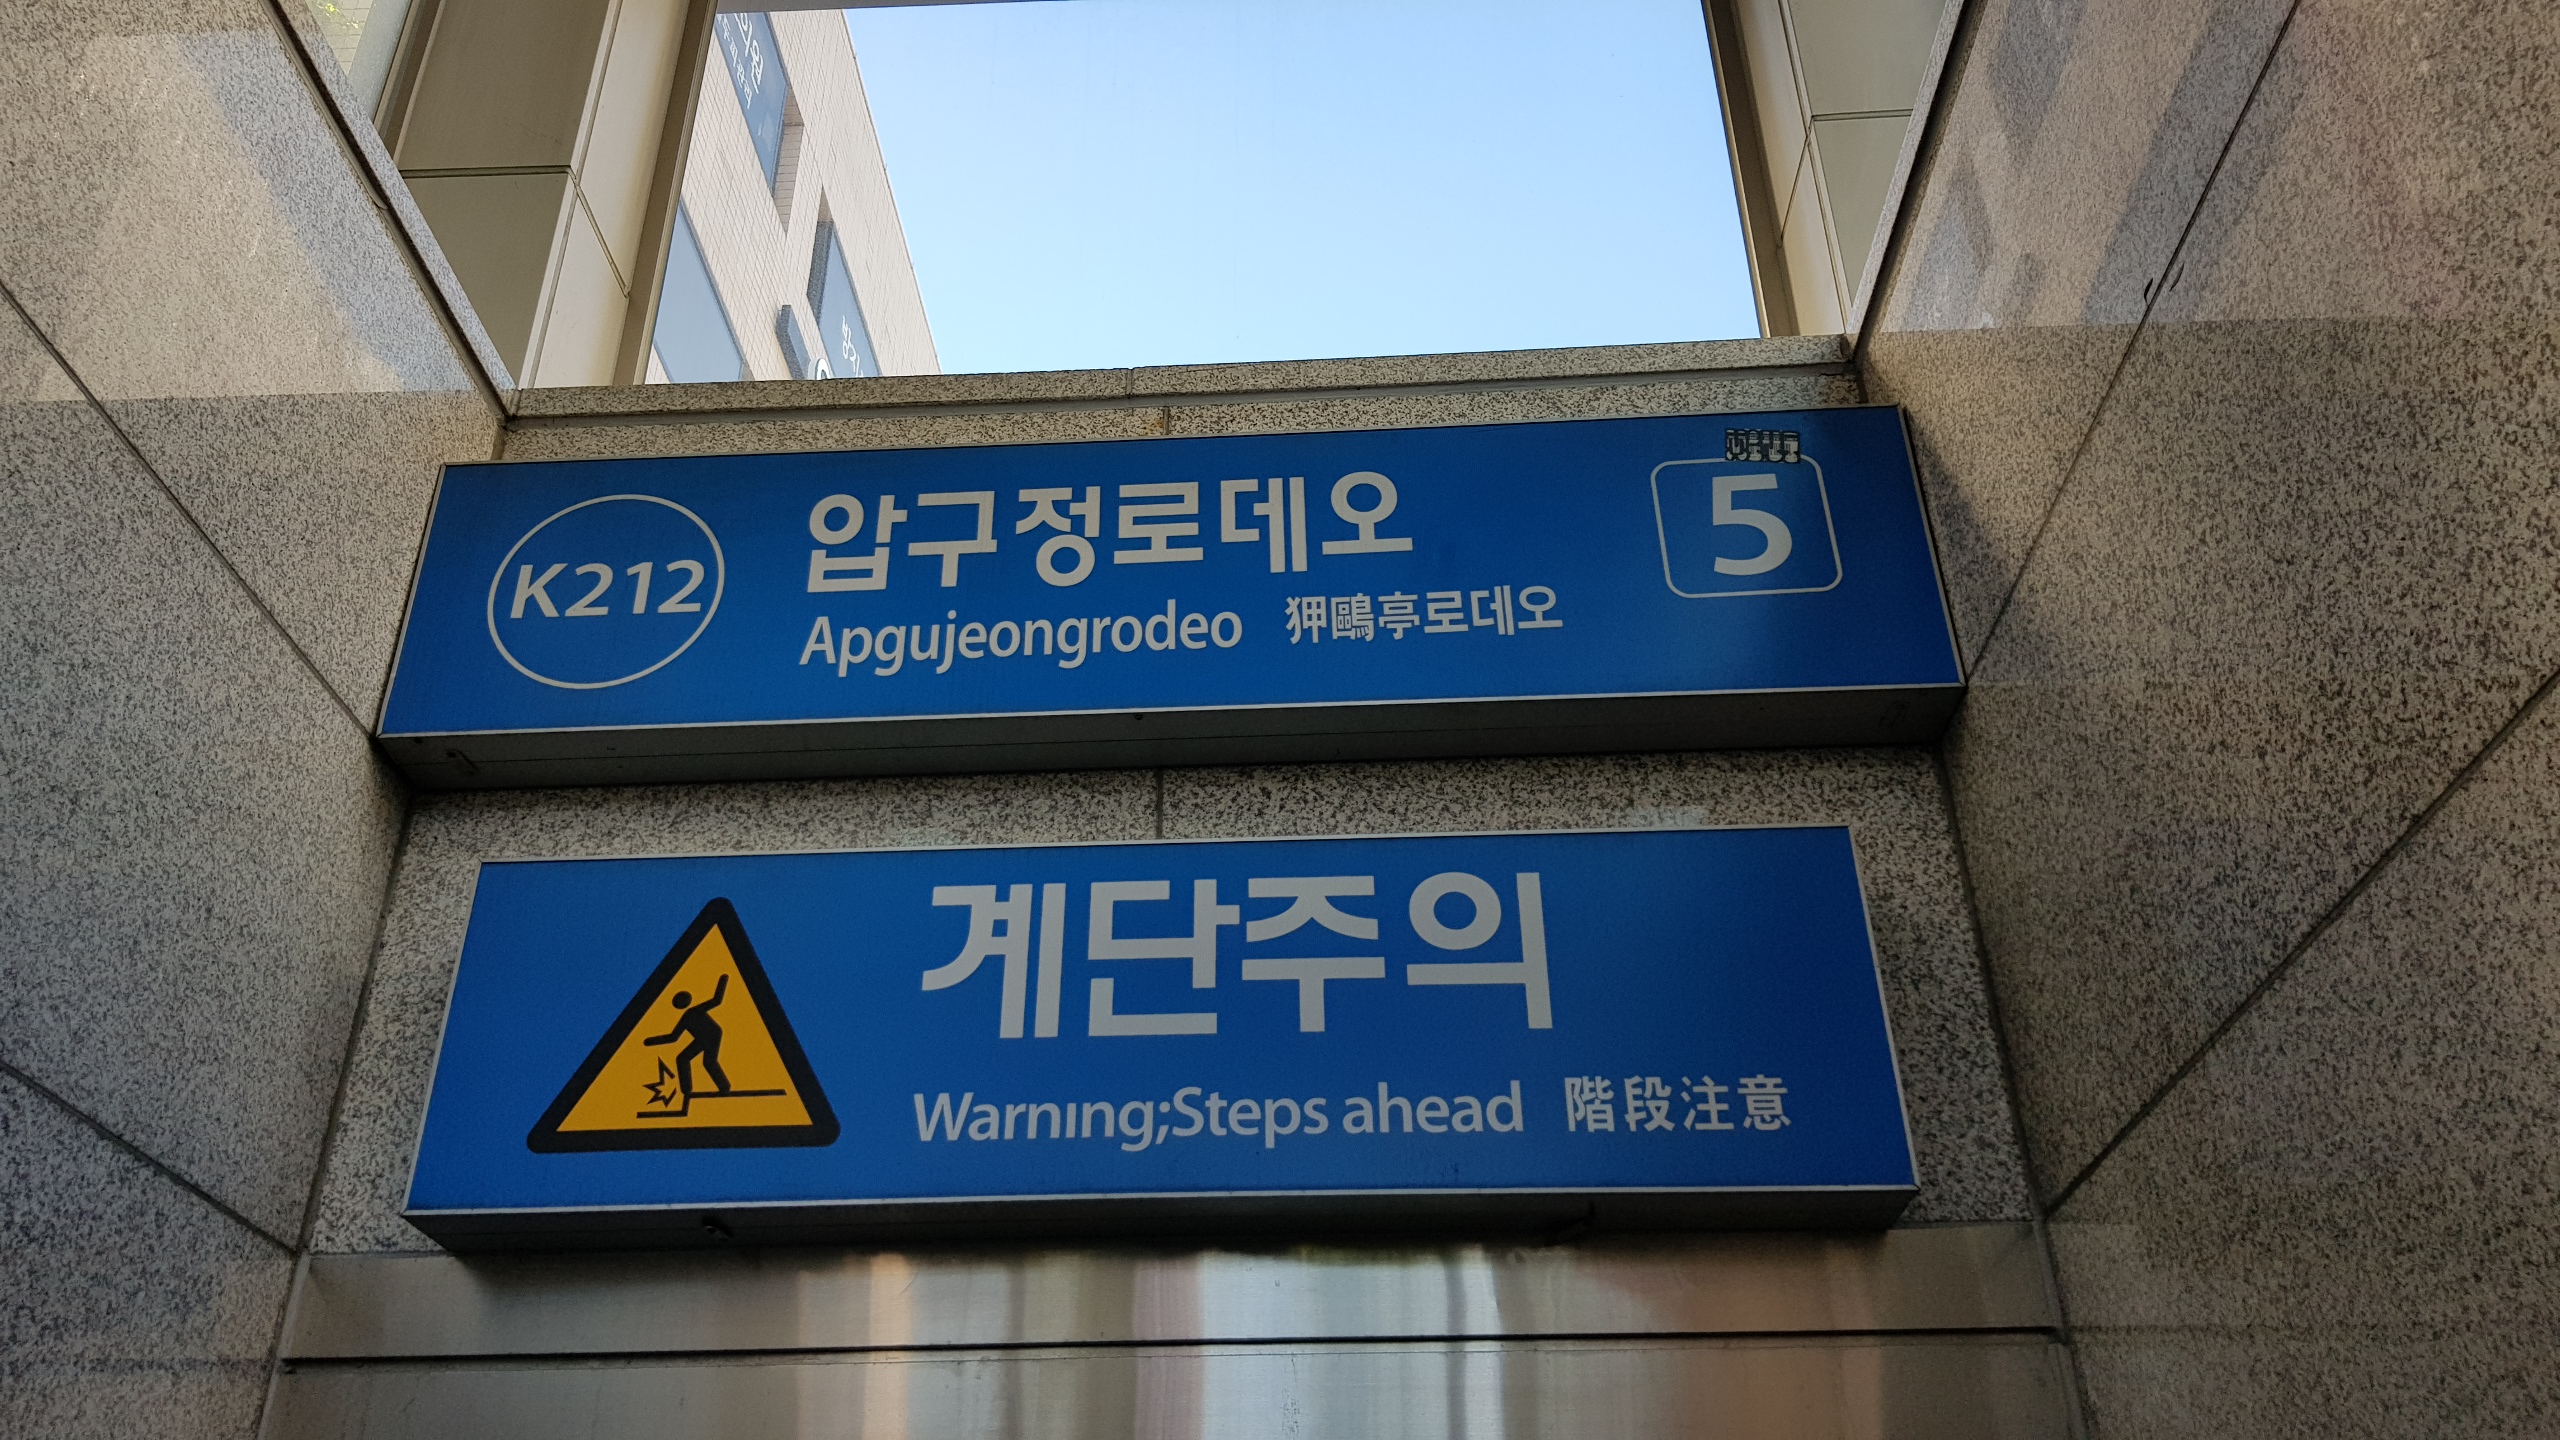 K212
압구정로데오
Apgujeongrodeo 狎鷗亭로데오
5
계단주의
Warning;Steps ahead 階段注意